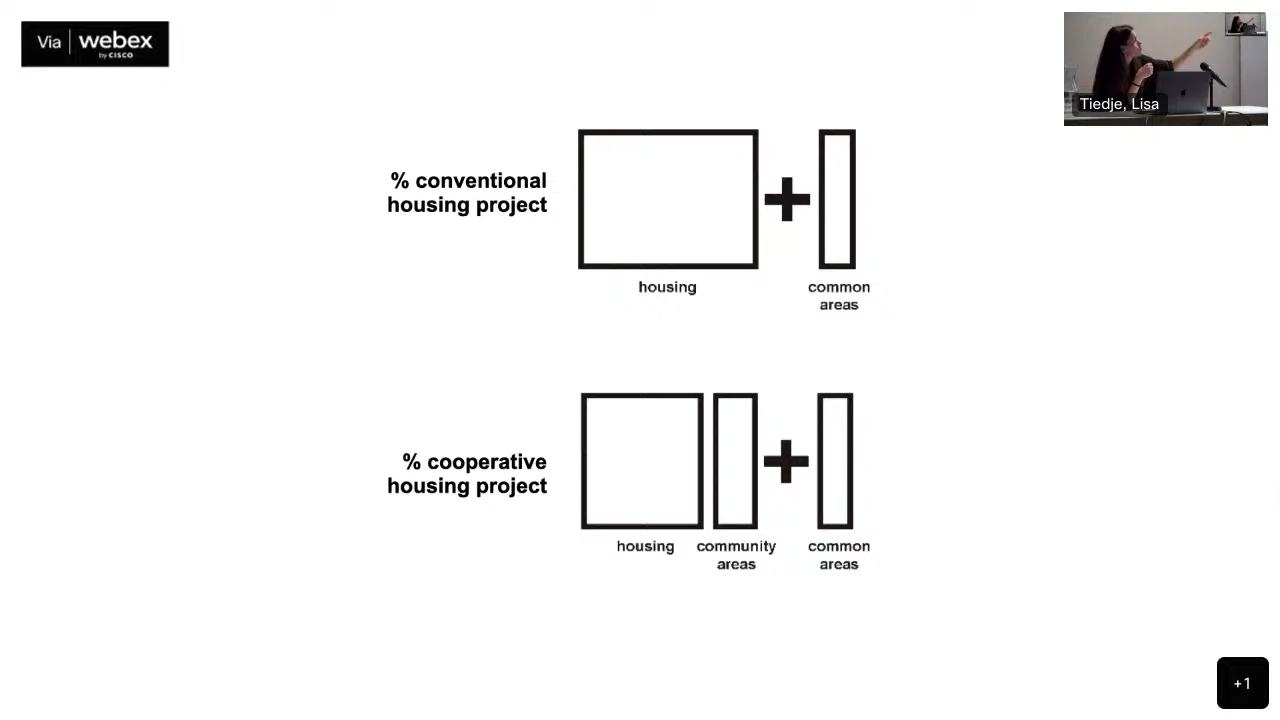 Via webex
by CISCO
Tiedje, Lisa
% conventional
housing project
housing
common
areas
% cooperative
housing project
housing
community
areas
common
areas
+1